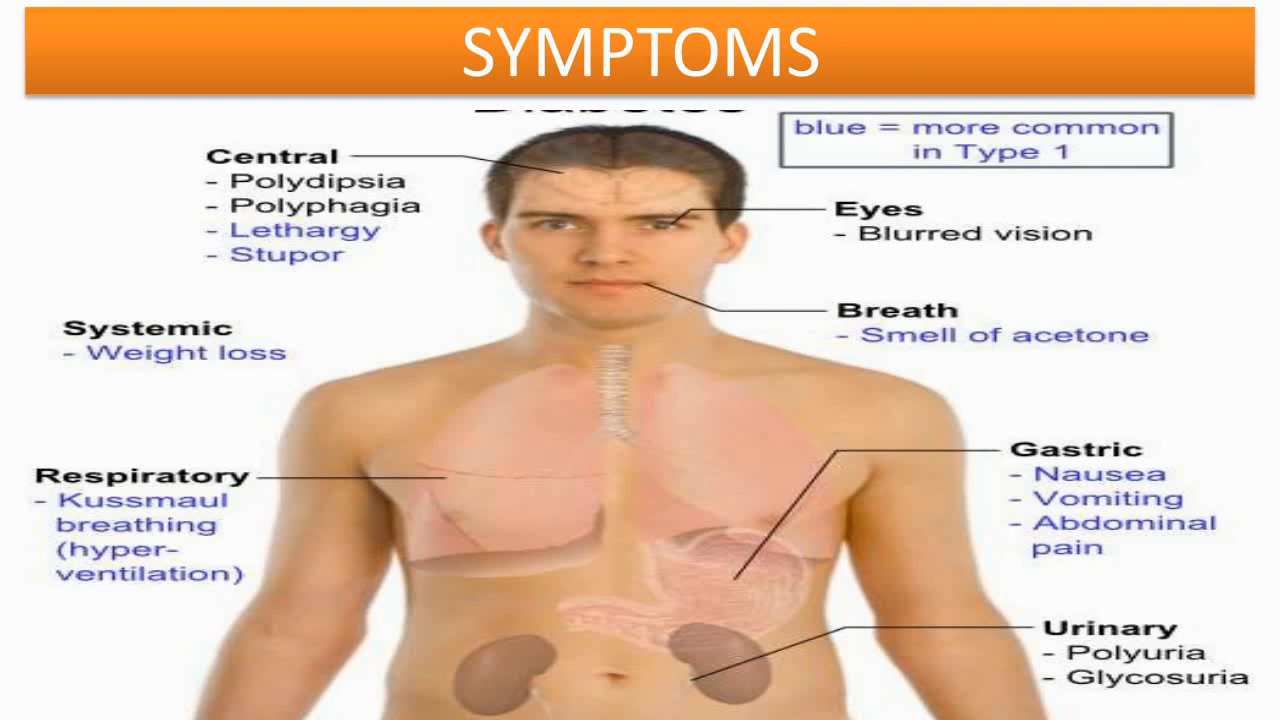 SYMPTOMS
blue = more common
in Type 1
Central
- Polydipsia
- Polyphagia
- Lethargy
- Stupor
Eyes
- Blurred vision
Breath
- Smell of acetone
Systemic
- Weight loss
Respiratory
- Kussmaul
breathing
(hyper-
ventilation)
Gastric
- Nausea
- Vomiting
- Abdominal
pain
Urinary
- Polyuria
- Glycosuria